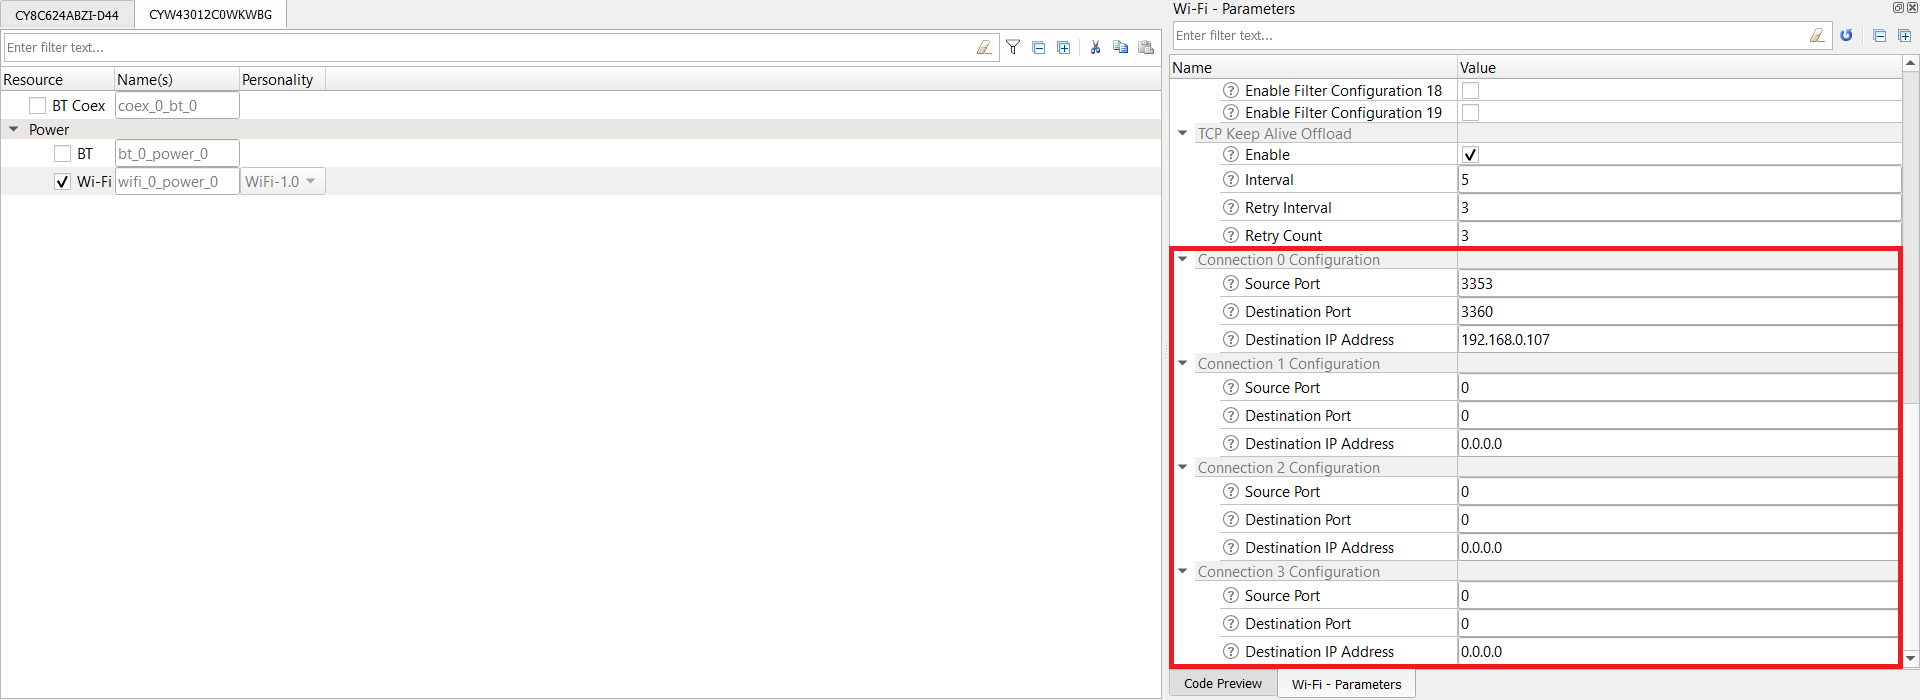 CY8C624ABZI-D44 CYW43012C0WKWBG
Enter filter text...
Resource Name(s) Personality
BT Coex coex_0_bt_0
Power
BT bt_0_power_0
Wi-Fi wifi_0_power_0 WiFi-1.0
Wi-Fi - Parameters
Enter filter text...
Name Value
? Enable Filter Configuration 18
? Enable Filter Configuration 19
TCP Keep Alive Offload
? Enable
? Interval 5
? Retry Interval 3
? Retry Count 3
Connection 0 Configuration
? Source Port 3353
? Destination Port 3360
? Destination IP Address 192.168.0.107
Connection 1 Configuration
? Source Port 0
? Destination Port 0
? Destination IP Address 0.0.0.0
Connection 2 Configuration
? Source Port 0
? Destination Port 0
? Destination IP Address 0.0.0.0
Connection 3 Configuration
? Source Port 0
? Destination Port 0
? Destination IP Address 0.0.0.0
Code Preview Wi-Fi - Parameters